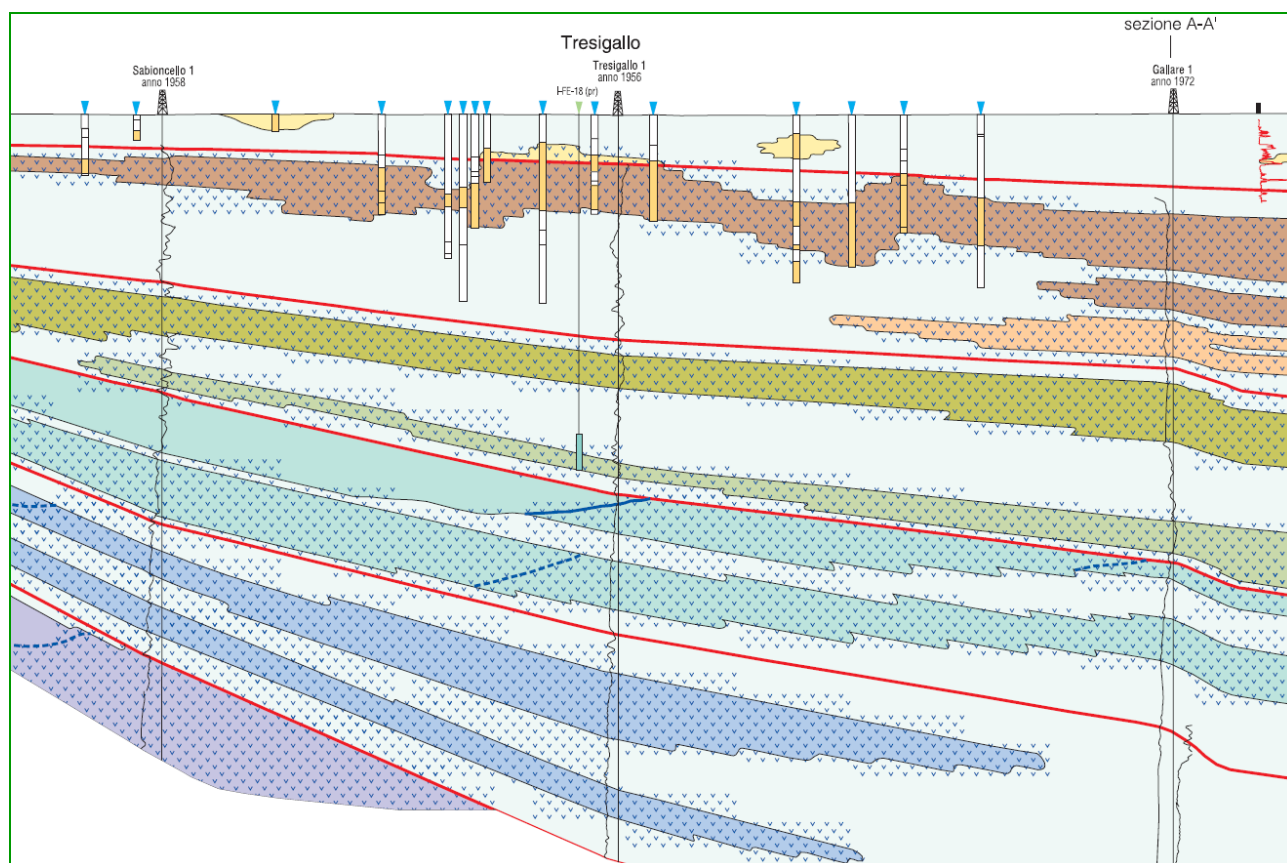 sezione A-A'
Tresigallo
Sabioncello 1
anno 1958
Tresigallo 1
anno 1956
I-FE-18 (pr)
Gallare 1
anno 1972